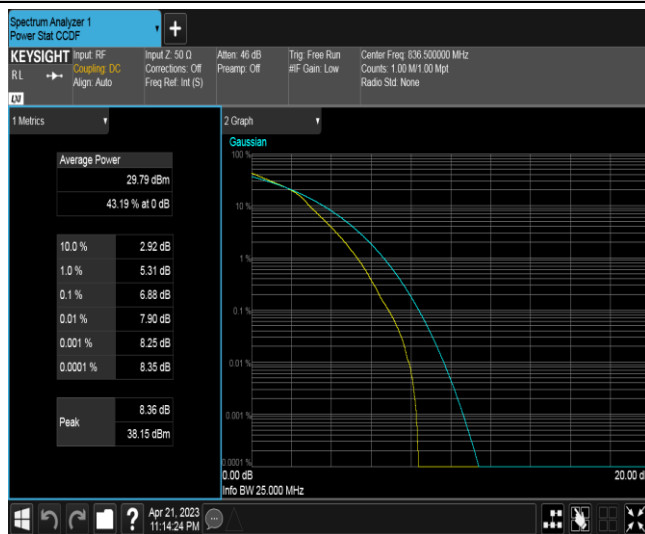 Spectrum Analyzer 1
Power Stat CCDF
+
KEYSIGHT Input: RF Input Z: 50 Ω Atten: 46 dB Trig: Free Run Center Freq: 836.500000 MHz
RL Coupling: DC Corrections: Off Preamp: Off #IF Gain: Low Counts: 1.00 M/1.00 Mpt
Align: Auto Freq Ref: Int (S) Radio Std: None
LXI
1 Metrics
Average Power
29.79 dBm
43.19 % at 0 dB
10.0 % 2.92 dB
1.0 % 5.31 dB
0.1 % 6.88 dB
0.01 % 7.90 dB
0.001 % 8.25 dB
0.0001 % 8.35 dB
Peak 8.36 dB
38.15 dBm
2 Graph
Gaussian
100 %
10 %
1 %
0.1 %
0.01 %
0.001 %
0.0001 %
0.00 dB 20.00 d
Info BW 25.000 MHz
? Apr 21, 2023
11:14:24 PM